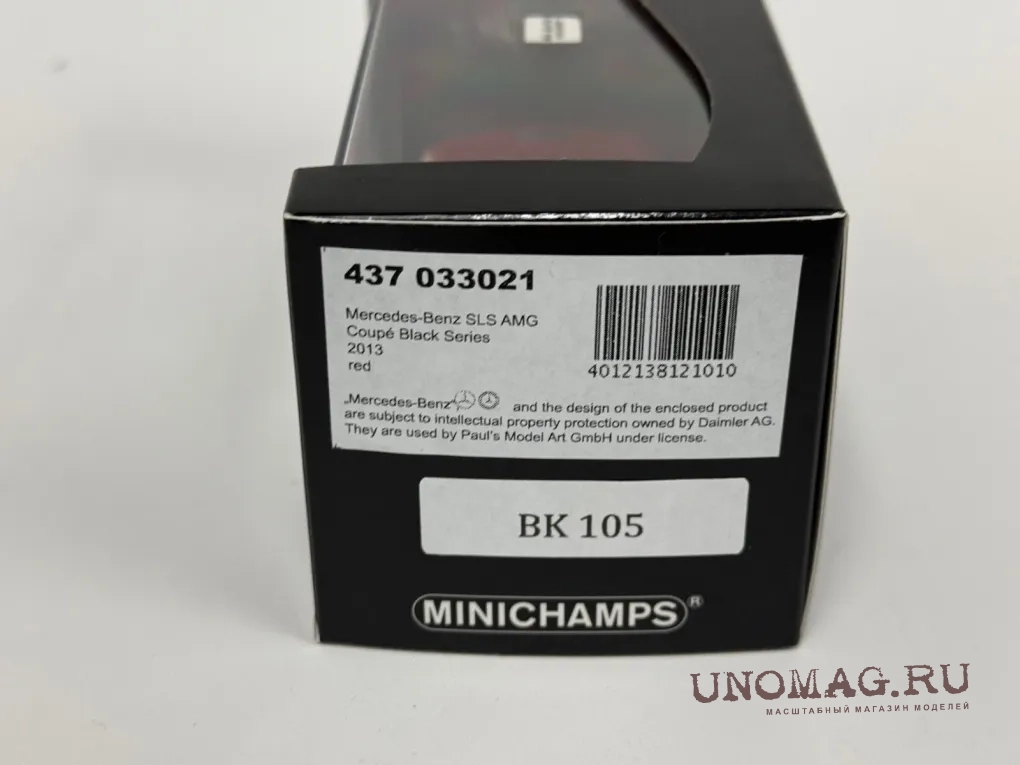 437 033021
Mercedes-Benz SLS AMG
Coupé Black Series
2013
red
4012138121010
„Mercedes-Benz“ and the design of the enclosed product
are subject to intellectual property protection owned by Daimler AG.
They are used by Paul's Model Art GmbH under license.
BK 105
MINICHAMPS®
UNOMAG.RU
МАСШТАБНЫЙ МАГАЗИН МОДЕЛЕЙ